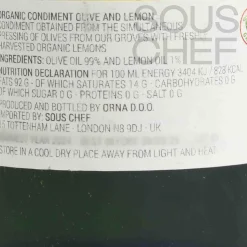 SOUS
CHEF
ORGANIC CONDIMENT OLIVE AND LEMON
CONDIMENT OBTAINED FROM THE SIMULTANEOUS
PRESSING OF OLIVES FROM OUR GROVES WITH FRESHLY
HARVESTED ORGANIC LEMONS
INGREDIENTS: OLIVE OIL 99% AND LEMON OIL 1%
NUTRITION DECLARATION FOR 100 ML: ENERGY 3404 KJ / 828 KCAL
FATS 92 G - OF WHICH SATURATES 14 G - CARBOHYDRATES 0 G
OF WHICH SUGAR 0 G - PROTEINS 0 G - SALT 0 G
PRODUCED AND BOTTLED BY ORNA D.O.O.
IMPORTED BY: SOUS CHEF
TOTTENHAM LANE - LONDON N8 9DJ - UK
STORE IN A COOL DRY PLACE AWAY FROM LIGHT AND HEAT